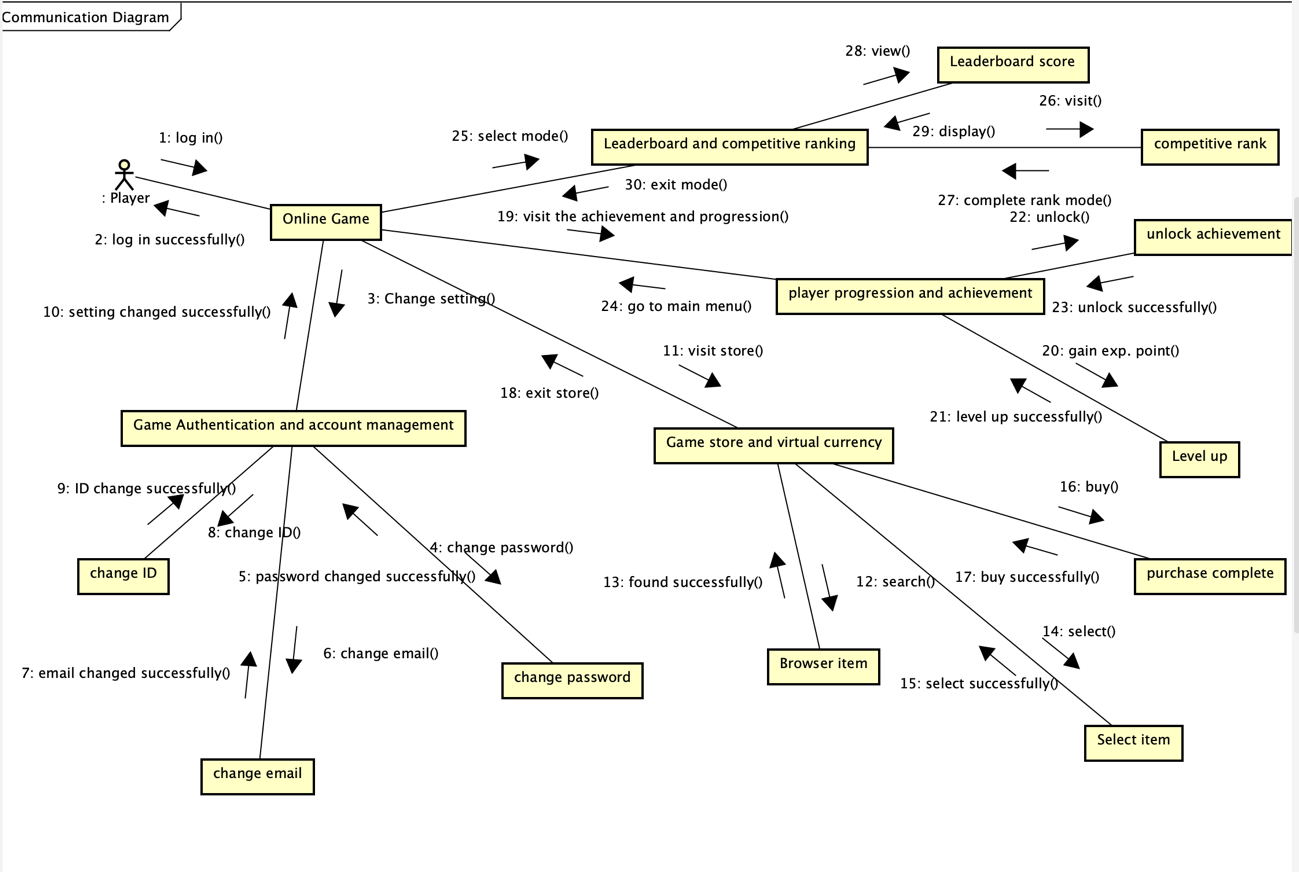 Communication Diagram
28: view()
Leaderboard score
26: visit()
1: log in()
25: select mode()
29: display()
Leaderboard and competitive ranking
competitive rank
30: exit mode()
: Player
27: complete rank mode()
Online Game
19: visit the achievement and progression()
22: unlock()
2: log in successfully()
unlock achievement
3: Change setting()
player progression and achievement
10: setting changed successfully()
24: go to main menu()
23: unlock successfully()
11: visit store()
20: gain exp. point()
18: exit store()
21: level up successfully()
Game Authentication and account management
Game store and virtual currency
Level up
9: ID change successfully()
16: buy()
8: change ID()
4: change password()
change ID
5: password changed successfully()
13: found successfully()
12: search()
17: buy successfully()
purchase complete
14: select()
6: change email()
Browser item
7: email changed successfully()
change password
15: select successfully()
Select item
change email